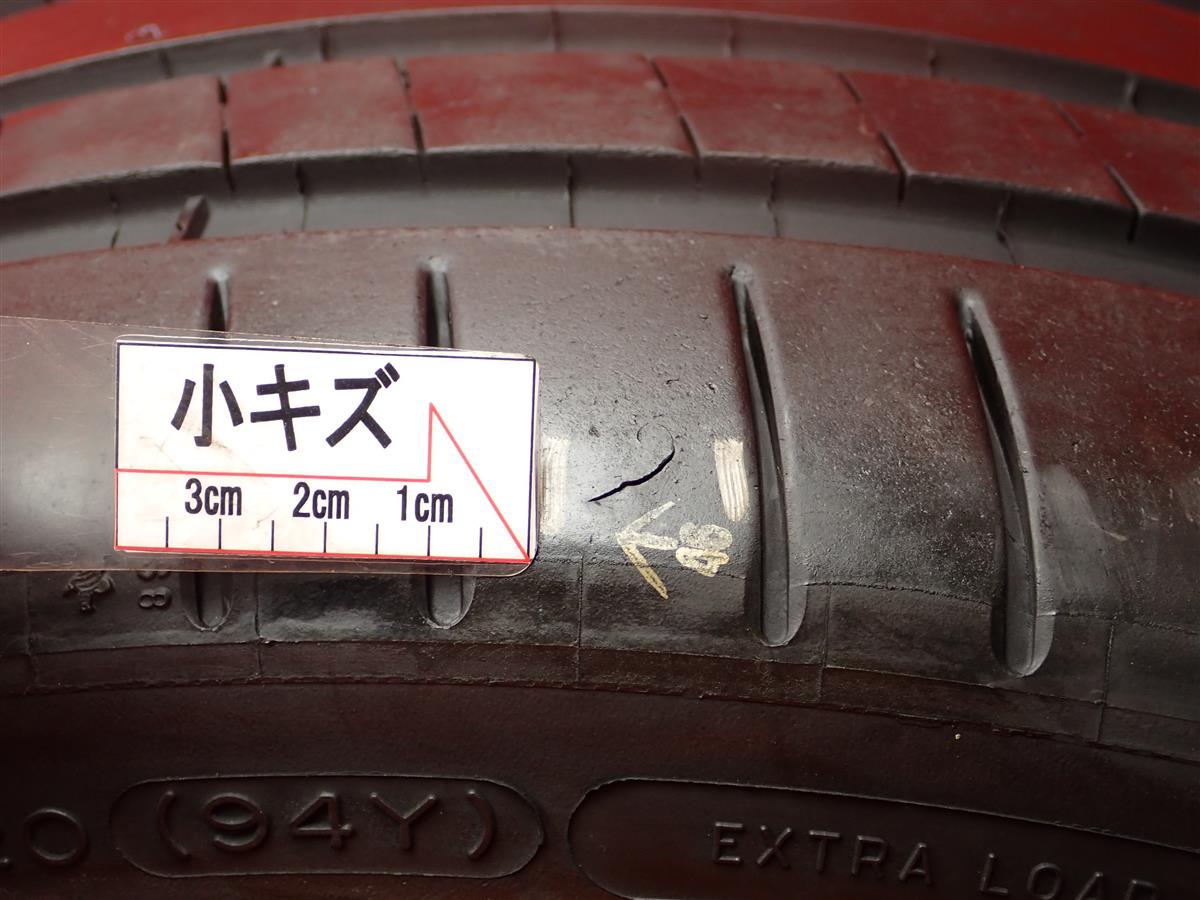 小キズ
3cm 2cm 1cm
(94Y)
EXTRA LOAD